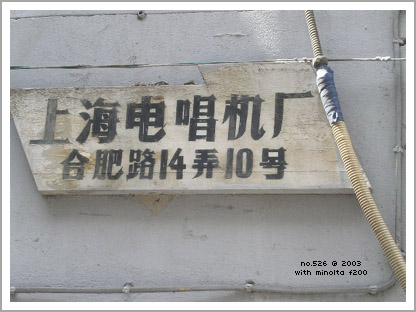 上海电唱机厂
合肥路14弄10号
no.526 @ 2003
with minolta f200